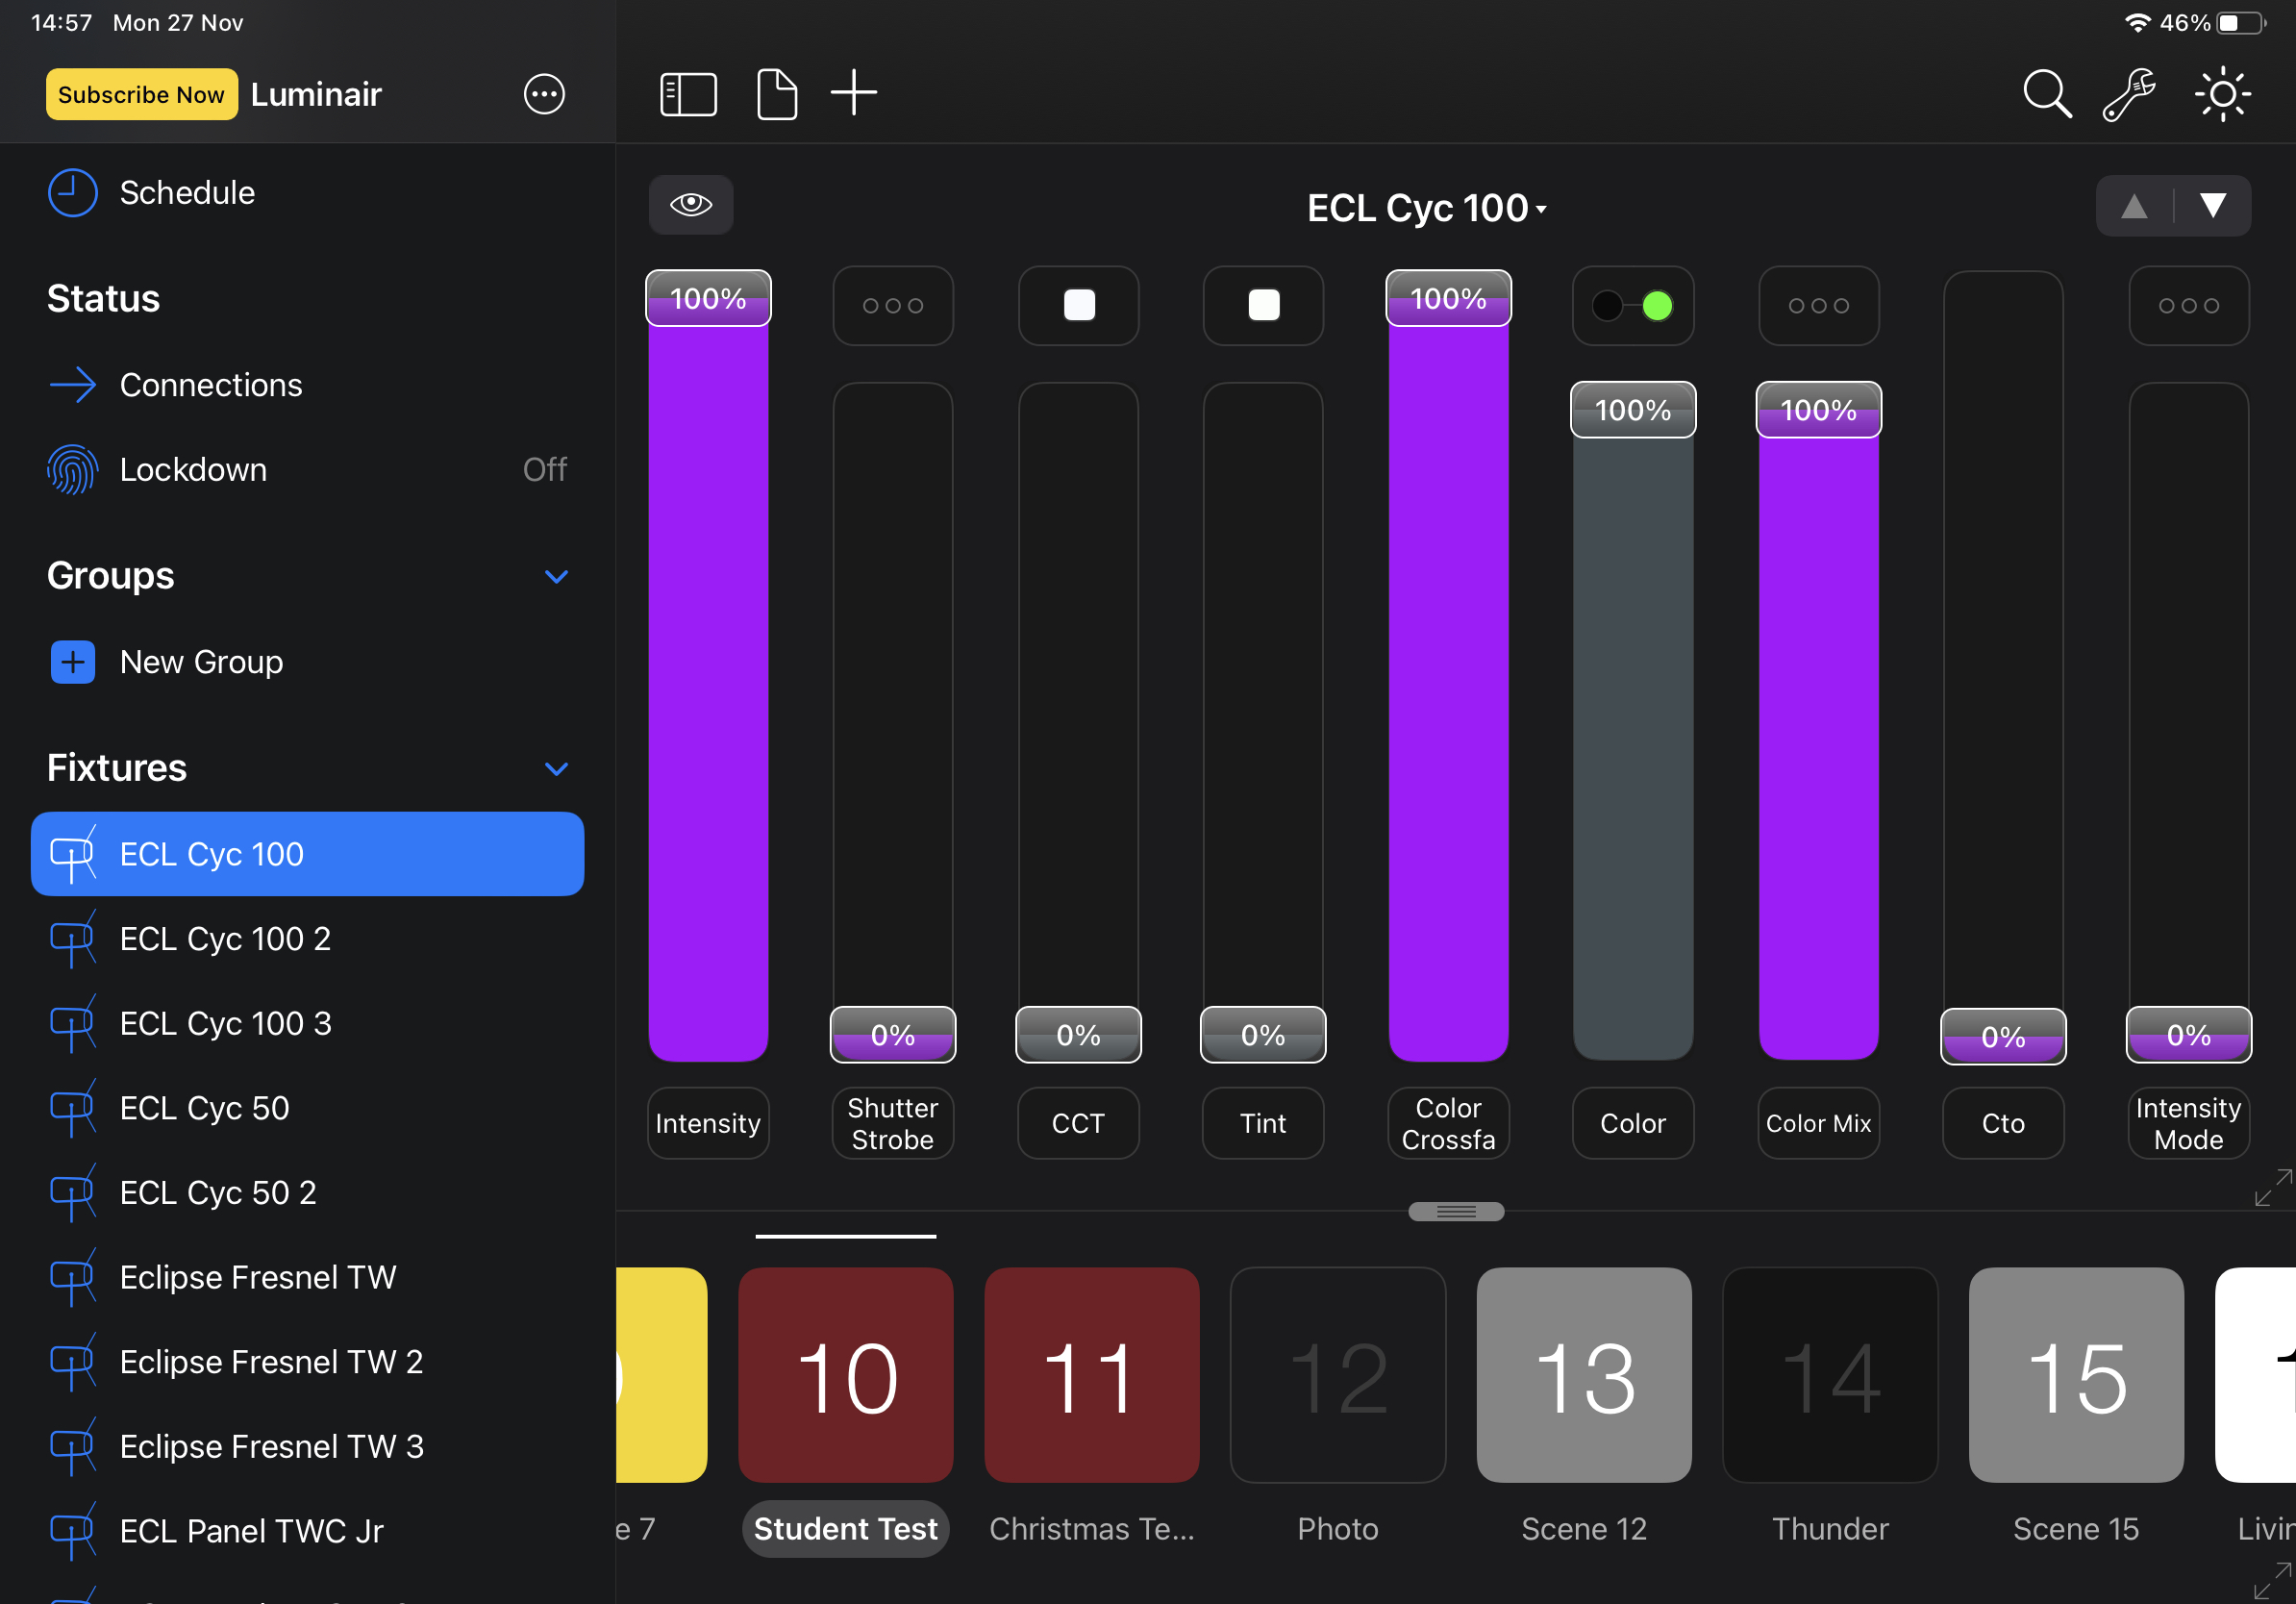 14:57 Mon 27 Nov
46%
Subscribe Now Luminair
Schedule
Status
Connections
Lockdown Off
Groups
New Group
Fixtures
ECL Cyc 100
ECL Cyc 100 2
ECL Cyc 100 3
ECL Cyc 50
ECL Cyc 50 2
Eclipse Fresnel TW
Eclipse Fresnel TW 2
Eclipse Fresnel TW 3
ECL Panel TWC Jr
ECL Cyc 100
100% 100%
100% 100%
0% 0% 0% 0% 0%
Intensity
Shutter
Strobe
CCT
Tint
Color
Crossfa
Color
Color Mix
Cto
Intensity
Mode
10 11 12 13 14 15
e 7 Student Test Christmas Te... Photo Scene 12 Thunder Scene 15 Livin